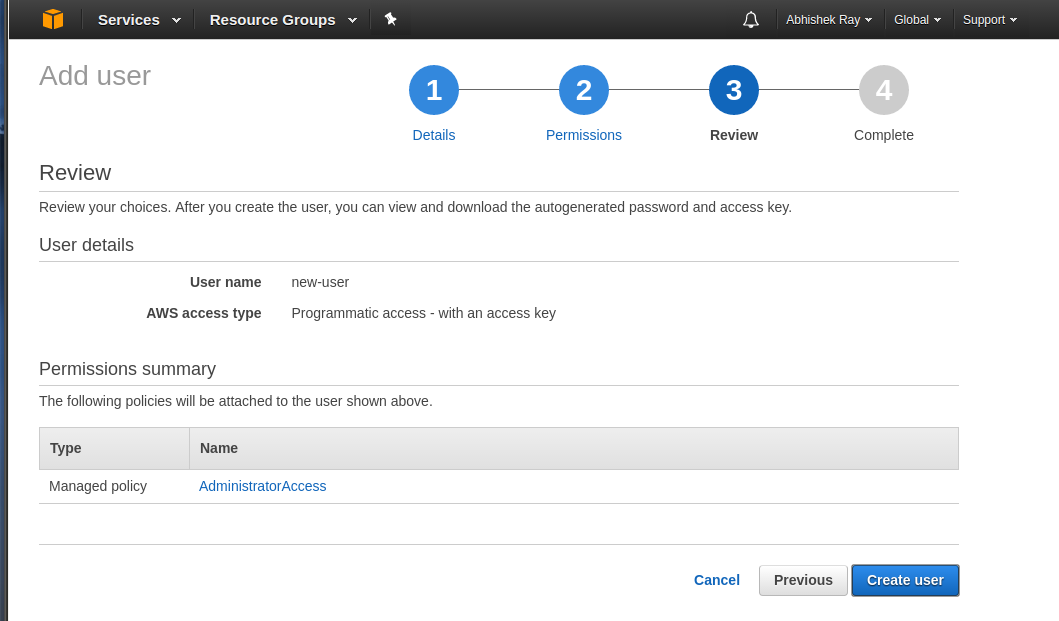 Services Resource Groups Abhishek Ray Global Support
Add user
1 2 3 4
Details Permissions Review Complete
Review
Review your choices. After you create the user, you can view and download the autogenerated password and access key.
User details
User name new-user
AWS access type Programmatic access - with an access key
Permissions summary
The following policies will be attached to the user shown above.
Type Name
Managed policy AdministratorAccess
Cancel Previous Create user